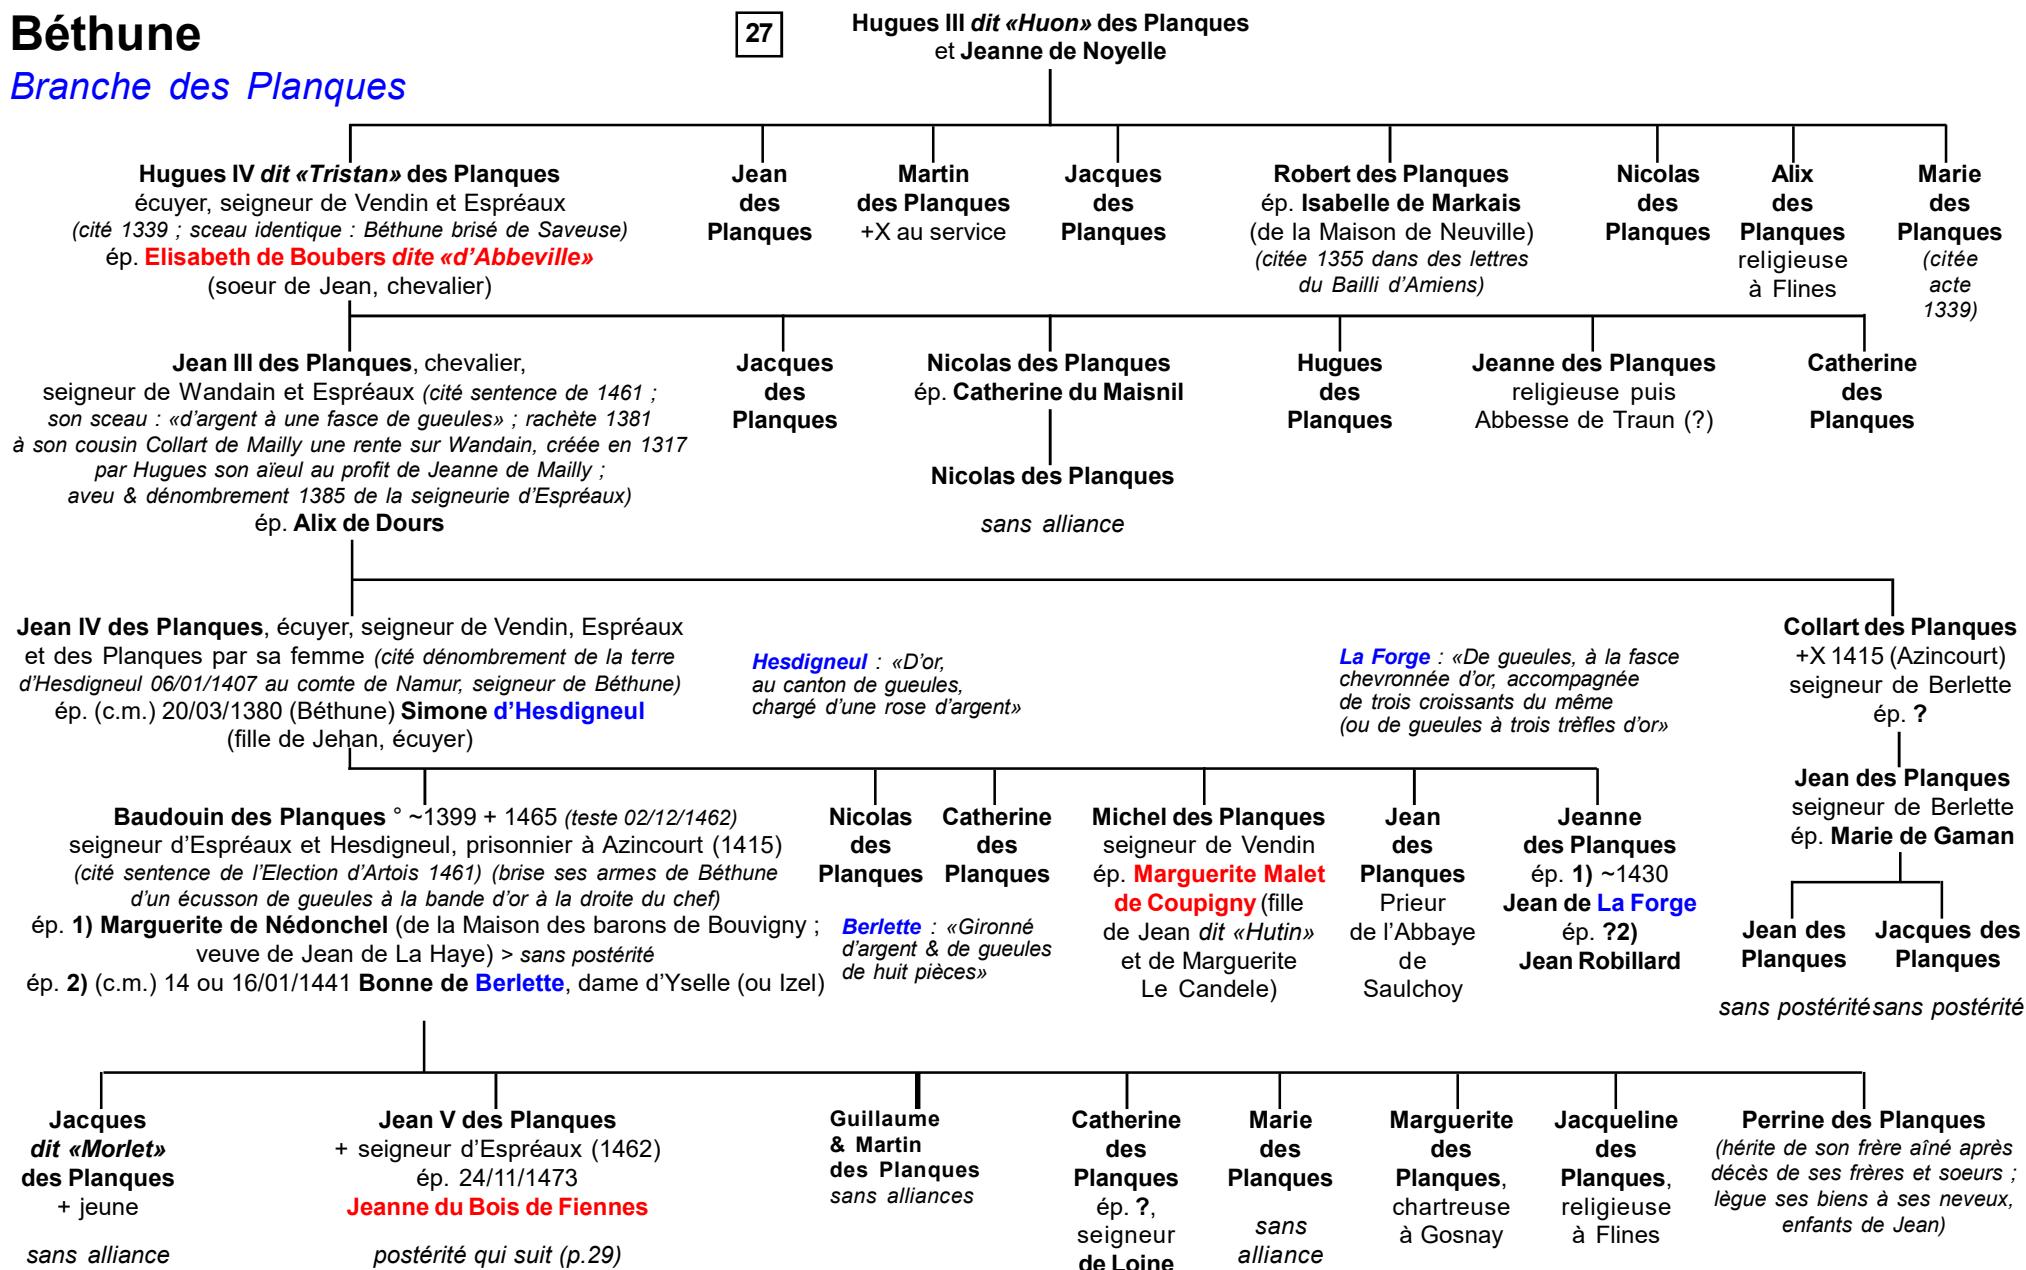 Béthune
Branche des Planques
27
Hugues III dit «Huon» des Planques
et Jeanne de Noyelle
Hugues IV dit «Tristan» des Planques
écuyer, seigneur de Vendin et Espréaux
(cité 1339 ; sceau identique : Béthune brisé de Saveuse)
ép. Elisabeth de Boubers dite «d'Abbeville»
(soeur de Jean, chevalier)
Jean
des
Planques
Martin
des Planques
+X au service
Jacques
des
Planques
Robert des Planques
ép. Isabelle de Markais
(de la Maison de Neuville)
(citée 1355 dans des lettres
du Bailli d'Amiens)
Nicolas
des
Planques
Alix
des
Planques
religieuse
à Flines
Marie
des
Planques
(citée
acte
1339)
Jean III des Planques, chevalier,
seigneur de Wandain et Espréaux (cité sentence de 1461 ;
son sceau : «d'argent à une fasce de gueules» ; rachète 1381
à son cousin Collart de Mailly une rente sur Wandain, créée en 1317
par Hugues son aïeul au profit de Jeanne de Mailly ;
aveu & dénombrement 1385 de la seigneurie d'Espréaux)
ép. Alix de Dours
Jacques
des
Planques
Nicolas des Planques
ép. Catherine du Maisnil
Nicolas des Planques
sans alliance
Hugues
des
Planques
Jeanne des Planques
religieuse puis
Abbesse de Traun (?)
Catherine
des
Planques
Jean IV des Planques, écuyer, seigneur de Vendin, Espréaux
et des Planques par sa femme (cité dénombrement de la terre
d'Hesdigneul 06/01/1407 au comte de Namur, seigneur de Béthune)
ép. (c.m.) 20/03/1380 (Béthune) Simone d'Hesdigneul
(fille de Jehan, écuyer)
Hesdigneul : «D'or,
au canton de gueules,
chargé d'une rose d'argent»
La Forge : «De gueules, à la fasce
chevronnée d'or, accompagnée
de trois croissants du même
(ou de gueules à trois trèfles d'or»
Collart des Planques
+X 1415 (Azincourt)
seigneur de Berlette
ép. ?
Jean des Planques
seigneur de Berlette
ép. Marie de Gaman
Jean des
Planques
sans postérité
Jacques des
Planques
sans postérité
Baudouin des Planques ° ~1399 + 1465 (teste 02/12/1462)
seigneur d'Espréaux et Hesdigneul, prisonnier à Azincourt (1415)
(cité sentence de l'Election d'Artois 1461) (brise ses armes de Béthune
d'un écusson de gueules à la bande d'or à la droite du chef)
ép. 1) Marguerite de Nédonchel (de la Maison des barons de Bouvigny ;
veuve de Jean de La Haye) > sans postérité
ép. 2) (c.m.) 14 ou 16/01/1441 Bonne de Berlette, dame d'Yselle (ou Izel)
Nicolas
des
Planques
Catherine
des
Planques
Berlette : «Gironné
d'argent & de gueules
de huit pièces»
Michel des Planques
seigneur de Vendin
ép. Marguerite Malet
de Coupigny (fille
de Jean dit «Hutin»
et de Marguerite
Le Candele)
Jean
des
Planques
Prieur
de l'Abbaye
de
Saulchoy
Jeanne
des Planques
ép. 1) ~1430
Jean de La Forge
ép. ?2)
Jean Robillard
Jacques
dit «Morlet»
des Planques
+ jeune
sans alliance
Jean V des Planques
+ seigneur d'Espréaux (1462)
ép. 24/11/1473
Jeanne du Bois de Fiennes
postérité qui suit (p.29)
Guillaume
& Martin
des Planques
sans alliances
Catherine
des
Planques
ép. ?,
seigneur
de Loine
Marie
des
Planques
sans
alliance
Marguerite
des
Planques,
chartreuse
à Gosnay
Jacqueline
des
Planques,
religieuse
à Flines
Perrine des Planques
(hérite de son frère aîné après
décès de ses frères et soeurs ;
lègue ses biens à ses neveux,
enfants de Jean)